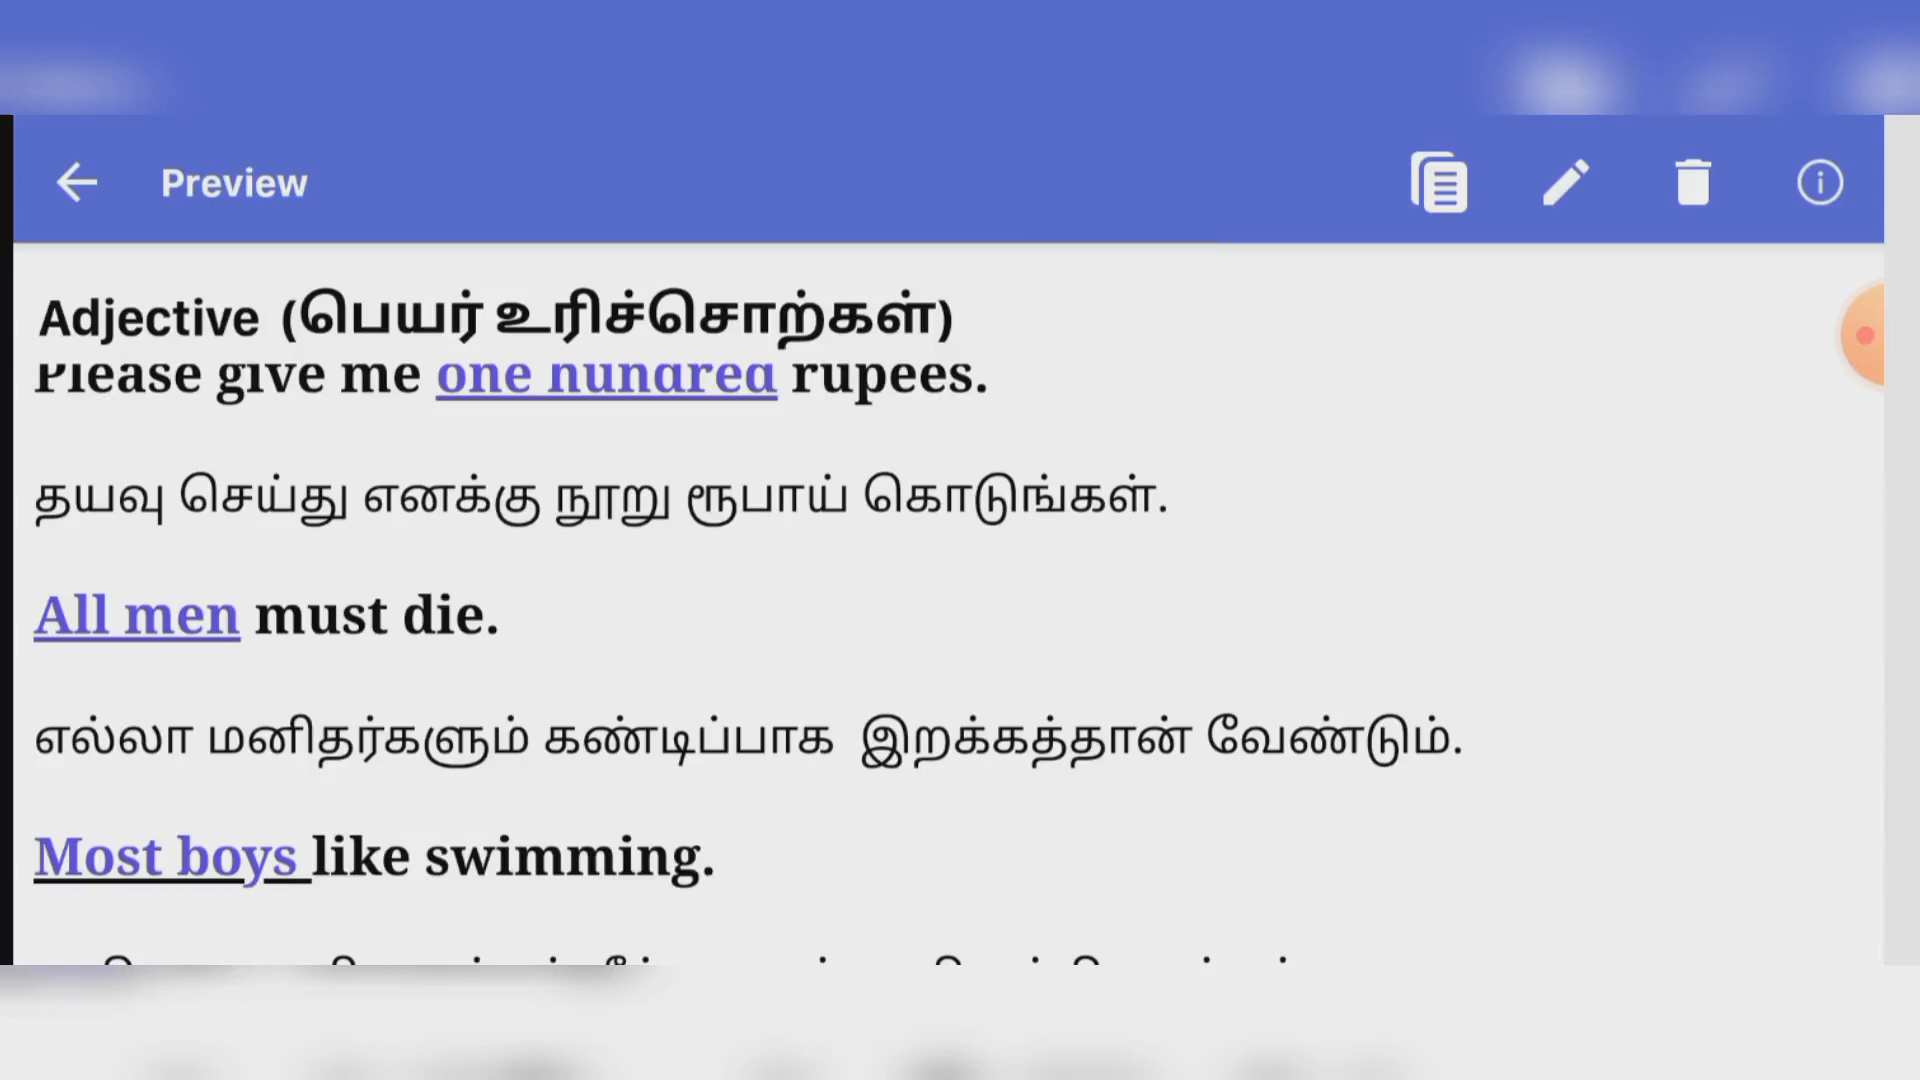 Preview
Adjective (பெயர் உரிச்சொற்கள்)
Please give me one hundred rupees.
தயவு செய்து எனக்கு நூறு ரூபாய் கொடுங்கள்.
All men must die.
எல்லா மனிதர்களும் கண்டிப்பாக இறக்கத்தான் வேண்டும்.
Most boys like swimming.